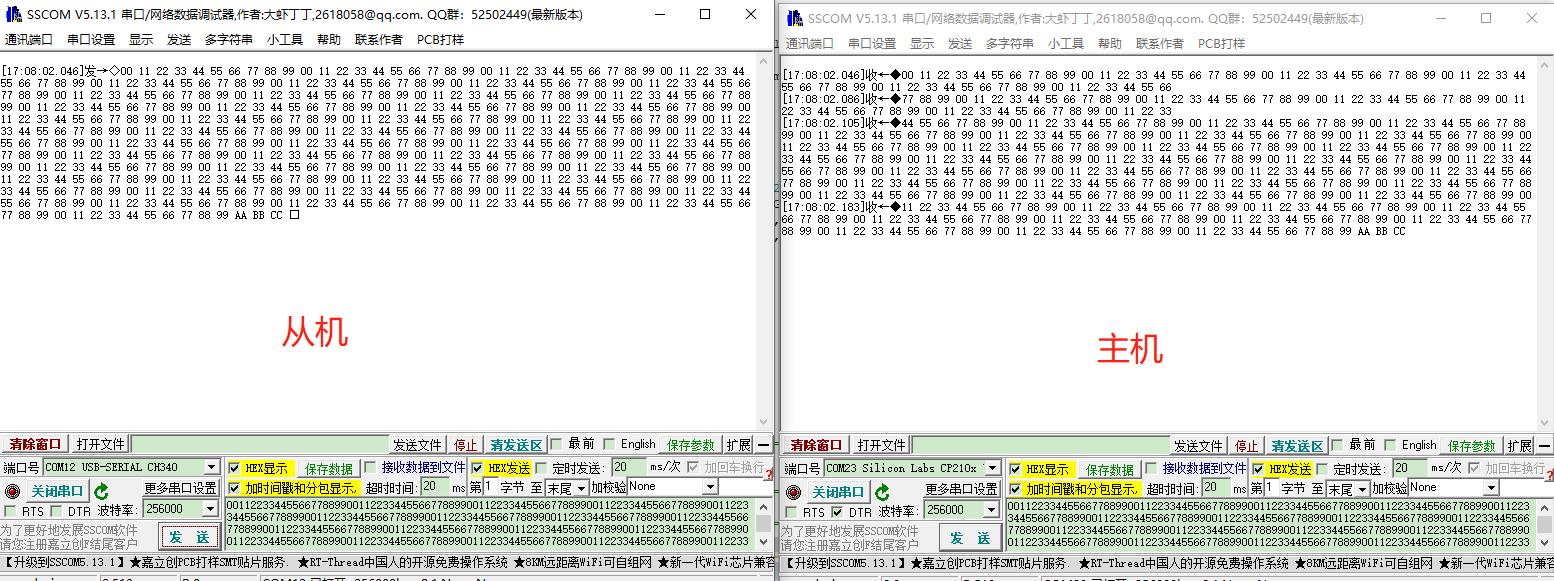 SSCOM V5.13.1 串口/网络数据调试器,作者:大虾丁丁,2618058@qq.com. QQ群: 52502449(最新版本)
通讯端口 串口设置 显示 发送 多字符串 小工具 帮助 联系作者 PCB打样
[17:08:02.046]发→◇00 11 22 33 44 55 66 77 88 99 00 11 22 33 44 55 66 77 88 99 00 11 22 33 44 55 66 77 88 99 00 11 22 33 44
55 66 77 88 99 00 11 22 33 44 55 66 77 88 99 00 11 22 33 44 55 66 77 88 99 00 11 22 33 44 55 66 77 88 99 00 11 22 33 44 55 66
77 88 99 00 11 22 33 44 55 66 77 88 99 00 11 22 33 44 55 66 77 88 99 00 11 22 33 44 55 66 77 88 99 00 11 22 33 44 55 66 77 88
99 00 11 22 33 44 55 66 77 88 99 00 11 22 33 44 55 66 77 88 99 00 11 22 33 44 55 66 77 88 99 00 11 22 33 44 55 66 77 88 99 00
11 22 33 44 55 66 77 88 99 00 11 22 33 44 55 66 77 88 99 00 11 22 33 44 55 66 77 88 99 00 11 22 33 44 55 66 77 88 99 00 11 22
33 44 55 66 77 88 99 00 11 22 33 44 55 66 77 88 99 00 11 22 33 44 55 66 77 88 99 00 11 22 33 44 55 66 77 88 99 00 11 22 33 44
55 66 77 88 99 00 11 22 33 44 55 66 77 88 99 00 11 22 33 44 55 66 77 88 99 00 11 22 33 44 55 66 77 88 99 00 11 22 33 44 55 66
77 88 99 00 11 22 33 44 55 66 77 88 99 00 11 22 33 44 55 66 77 88 99 00 11 22 33 44 55 66 77 88 99 00 11 22 33 44 55 66 77 88
99 00 11 22 33 44 55 66 77 88 99 00 11 22 33 44 55 66 77 88 99 00 11 22 33 44 55 66 77 88 99 00 11 22 33 44 55 66 77 88 99 00
11 22 33 44 55 66 77 88 99 00 11 22 33 44 55 66 77 88 99 00 11 22 33 44 55 66 77 88 99 00 11 22 33 44 55 66 77 88 99 00 11 22
33 44 55 66 77 88 99 00 11 22 33 44 55 66 77 88 99 00 11 22 33 44 55 66 77 88 99 00 11 22 33 44 55 66 77 88 99 00 11 22 33 44
55 66 77 88 99 00 11 22 33 44 55 66 77 88 99 00 11 22 33 44 55 66 77 88 99 00 11 22 33 44 55 66 77 88 99 00 11 22 33 44 55 66
77 88 99 00 11 22 33 44 55 66 77 88 99 AA BB CC □
从机
清除窗口 打开文件 发送文件 停止 清发送区 最前 English 保存参数 扩展 —
端口号 COM12 USB-SERIAL CH340 HEX显示 保存数据 接收数据到文件 HEX发送 定时发送: 20 ms/次 加回车换行
关闭串口 更多串口设置 加时间戳和分包显示, 超时时间: 20 ms 第 1 字节 至 末尾 加校验 None
RTS DTR 波特率: 256000
为了更好地发展SSCOM软件
请您注册嘉立创F结尾客户
发 送
【升级到SSCOM5.13.1】★嘉立创PCB打样SMT贴片服务. ★RT-Thread中国人的开源免费操作系统 ★8KM远距离WiFi可自组网 ★新一代WiFi芯片兼
SSCOM V5.13.1 串口/网络数据调试器,作者:大虾丁丁,2618058@qq.com. QQ群: 52502449(最新版本)
通讯端口 串口设置 显示 发送 多字符串 小工具 帮助 联系作者 PCB打样
[17:08:02.046]收←◆00 11 22 33 44 55 66 77 88 99 00 11 22 33 44 55 66 77 88 99 00 11 22 33 44 55 66 77 88 99 00 11 22 33 44
55 66 77 88 99 00 11 22 33 44 55 66 77 88 99 00 11 22 33 44 55 66
[17:08:02.086]收←◆77 88 99 00 11 22 33 44 55 66 77 88 99 00 11 22 33 44 55 66 77 88 99 00 11 22 33 44 55 66 77 88 99 00 11
22 33 44 55 66 77 88 99 00 11 22 33 44 55 66 77 88 99 00 11 22 33
[17:08:02.105]收←◆44 55 66 77 88 99 00 11 22 33 44 55 66 77 88 99 00 11 22 33 44 55 66 77 88 99 00 11 22 33 44 55 66 77 88
99 00 11 22 33 44 55 66 77 88 99 00 11 22 33 44 55 66 77 88 99 00 11 22 33 44 55 66 77 88 99 00 11 22 33 44 55 66 77 88 99 00
11 22 33 44 55 66 77 88 99 00 11 22 33 44 55 66 77 88 99 00 11 22 33 44 55 66 77 88 99 00 11 22 33 44 55 66 77 88 99 00 11 22
33 44 55 66 77 88 99 00 11 22 33 44 55 66 77 88 99 00 11 22 33 44 55 66 77 88 99 00 11 22 33 44 55 66 77 88 99 00 11 22 33 44
55 66 77 88 99 00 11 22 33 44 55 66 77 88 99 00 11 22 33 44 55 66 77 88 99 00 11 22 33 44 55 66 77 88 99 00 11 22 33 44 55 66
77 88 99 00 11 22 33 44 55 66 77 88 99 00 11 22 33 44 55 66 77 88 99 00 11 22 33 44 55 66 77 88 99 00 11 22 33 44 55 66 77 88
99 00 11 22 33 44 55 66 77 88 99 00 11 22 33 44 55 66 77 88 99 00 11 22 33 44 55 66 77 88 99 00 11 22 33 44 55 66 77 88 99 00
[17:08:02.183]收←◆11 22 33 44 55 66 77 88 99 00 11 22 33 44 55 66 77 88 99 00 11 22 33 44 55 66 77 88 99 00 11 22 33 44 55
66 77 88 99 00 11 22 33 44 55 66 77 88 99 00 11 22 33 44 55 66 77 88 99 00 11 22 33 44 55 66 77 88 99 00 11 22 33 44 55 66 77
88 99 00 11 22 33 44 55 66 77 88 99 00 11 22 33 44 55 66 77 88 99 00 11 22 33 44 55 66 77 88 99 AA BB CC
主机
清除窗口 打开文件 发送文件 停止 清发送区 最前 English 保存参数 扩展 —
端口号 COM23 Silicon Labs CP210x HEX显示 保存数据 接收数据到文件 HEX发送 定时发送: 20 ms/次 加回车换行
关闭串口 更多串口设置 加时间戳和分包显示, 超时时间: 20 ms 第 1 字节 至 末尾 加校验 None
RTS DTR 波特率: 256000
为了更好地发展SSCOM软件
请您注册嘉立创F结尾客户
发 送
【升级到SSCOM5.13.1】★嘉立创PCB打样SMT贴片服务. ★RT-Thread中国人的开源免费操作系统 ★8KM远距离WiFi可自组网 ★新一代WiFi芯片兼容